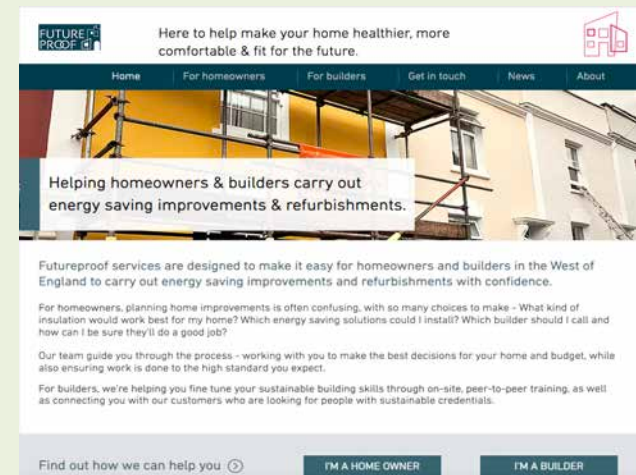 FUTURE
PROOF
Here to help make your home healthier, more
comfortable & fit for the future.
Home For homeowners For builders Get in touch News About
Helping homeowners & builders carry out
energy saving improvements & refurbishments.
Futureproof services are designed to make it easy for homeowners and builders in the West of
England to carry out energy saving improvements and refurbishments with confidence.
For homeowners, planning home improvements is often confusing, with so many choices to make - What kind of
insulation would work best for my home? Which energy saving solutions could I install? Which builder should I call and
how can I be sure they'll do a good job?
Our team guide you through the process - working with you to make the best decisions for your home and budget, while
also ensuring work is done to the high standard you expect.
For builders, we're helping you fine tune your sustainable building skills through on-site, peer-to-peer training, as well
as connecting you with our customers who are looking for people with sustainable credentials.
Find out how we can help you
I'M A HOME OWNER
I'M A BUILDER